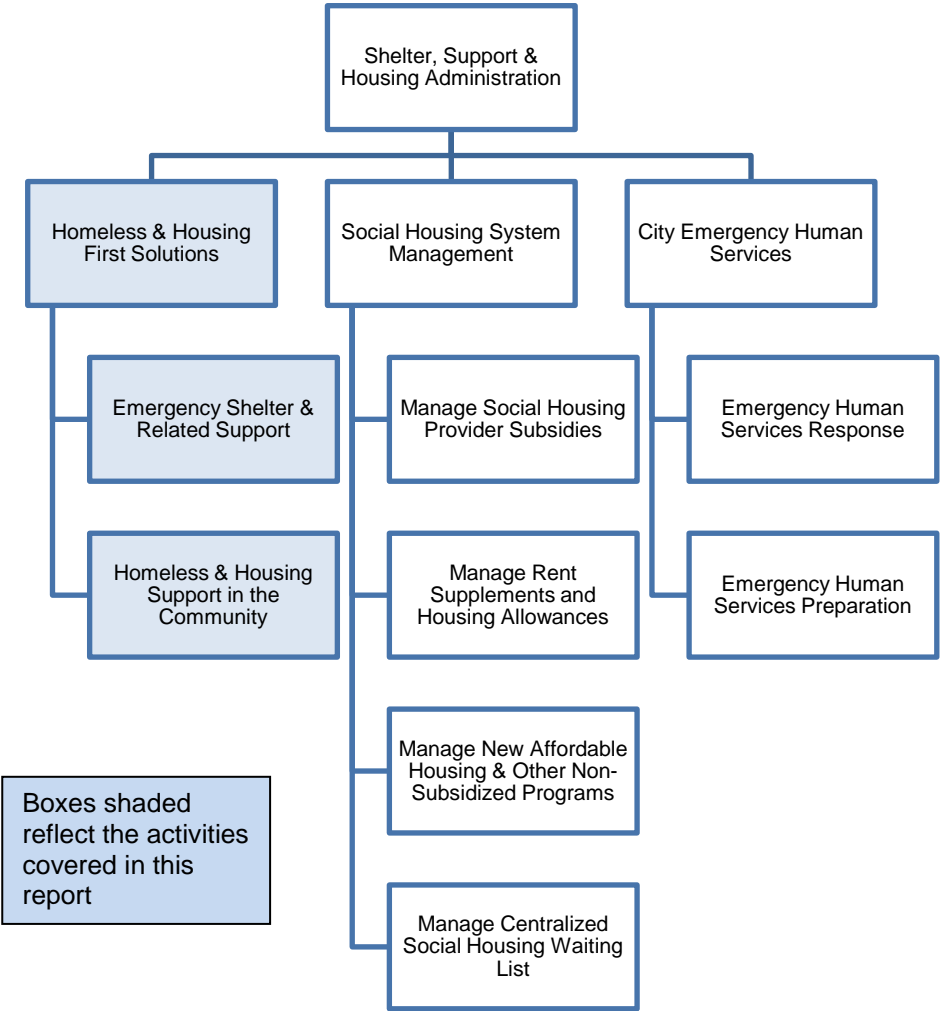 Shelter, Support &
Housing Administration
Homeless & Housing
First Solutions
Social Housing System
Management
City Emergency Human
Services
Emergency Shelter &
Related Support
Manage Social Housing
Provider Subsidies
Emergency Human
Services Response
Homeless & Housing
Support in the
Community
Manage Rent
Supplements and
Housing Allowances
Emergency Human
Services Preparation
Manage New Affordable
Housing & Other Non-
Subsidized Programs
Boxes shaded
reflect the activities
covered in this
report
Manage Centralized
Social Housing Waiting
List